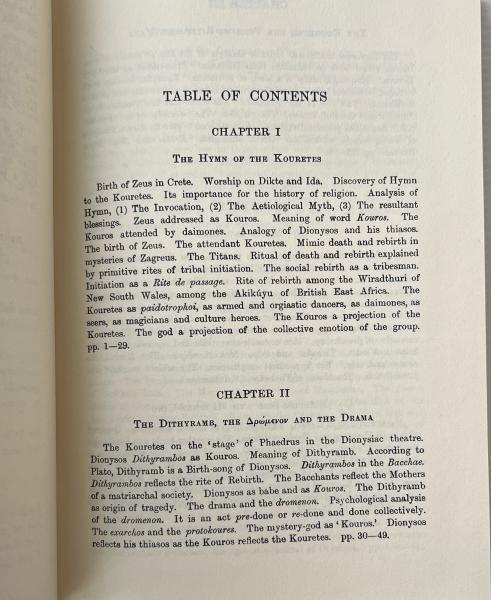 TABLE OF CONTENTS
CHAPTER I
THE HYMN OF THE KOURETES
Birth of Zeus in Crete. Worship on Dikte and Ida. Discovery of Hymn
to the Kouretes. Its importance for the history of religion. Analysis of
Hymn, (1) The Invocation, (2) The Aetiological Myth, (3) The resultant
blessings. Zeus addressed as Kouros. Meaning of word Kouros. The
Kouros attended by daimones. Analogy of Dionysos and his thiasos.
The birth of Zeus. The attendant Kouretes. Mimic death and rebirth in
mysteries of Zagreus. The Titans. Ritual of death and rebirth explained
by primitive rites of tribal initiation. The social rebirth as a tribesman.
Initiation as a Rite de passage. Rite of rebirth among the Wiradthuri of
New South Wales, among the Akikúyu of British East Africa. The
Kouretes as paidotrophoi, as armed and orgiastic dancers, as daimones, as
seers, as magicians and culture heroes. The Kouros a projection of the
Kouretes. The god a projection of the collective emotion of the group.
pp. 1—29.
CHAPTER II
THE DITHYRAMB, THE Δρώμενον AND THE DRAMA
The Kouretes on the 'stage' of Phaedrus in the Dionysiac theatre.
Dionysos Dithyrambos as Kouros. Meaning of Dithyramb. According to
Plato, Dithyramb is a Birth-song of Dionysos. Dithyrambos in the Bacchae.
Dithyrambos reflects the rite of Rebirth. The Bacchants reflect the Mothers
of a matriarchal society. Dionysos as babe and as Kouros. The Dithyramb
as origin of tragedy. The drama and the dromenon. Psychological analysis
of the dromenon. It is an act pre-done or re-done and done collectively.
The exarchos and the protokoures. The mystery-god as 'Kouros.' Dionysos
reflects his thiasos as the Kouros reflects the Kouretes. pp. 30—49.